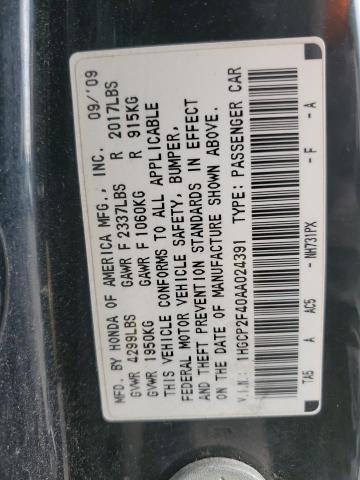 MFD. BY HONDA OF AMERICA MFG., INC. 09/'09
GVWR 4299LBS GAWR F 2337LBS R 2017LBS
GVWR 1950KG GAWR F 1060KG R 915KG
THIS VEHICLE CONFORMS TO ALL APPLICABLE
FEDERAL MOTOR VEHICLE SAFETY, BUMPER,
AND THEFT PREVENTION STANDARDS IN EFFECT
ON THE DATE OF MANUFACTURE SHOWN ABOVE.
V.I.N.: 1HGCP2F40AA024391 TYPE: PASSENGER CAR
TA5 A AC5 - NH731PX - F - A